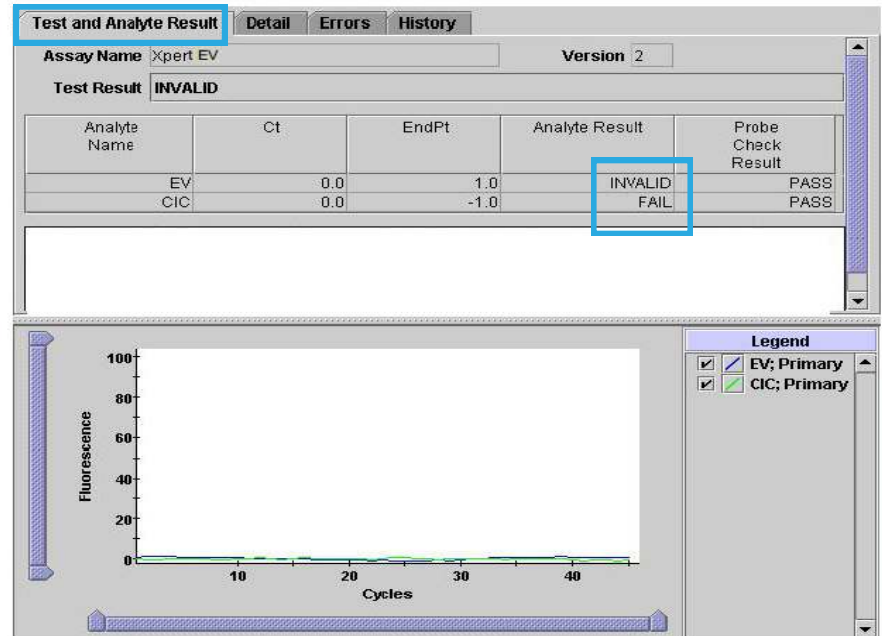 Test and Analyte Result Detail Errors History
Assay Name Xpert EV Version 2
Test Result INVALID
Analyte Name Ct EndPt Analyte Result Probe Check Result
EV 0.0 1.0 INVALID PASS
CIC 0.0 -1.0 FAIL PASS
Legend
EV; Primary
CIC; Primary
100
80
60
40
20
0
Fluorescence
10 20 30 40
Cycles